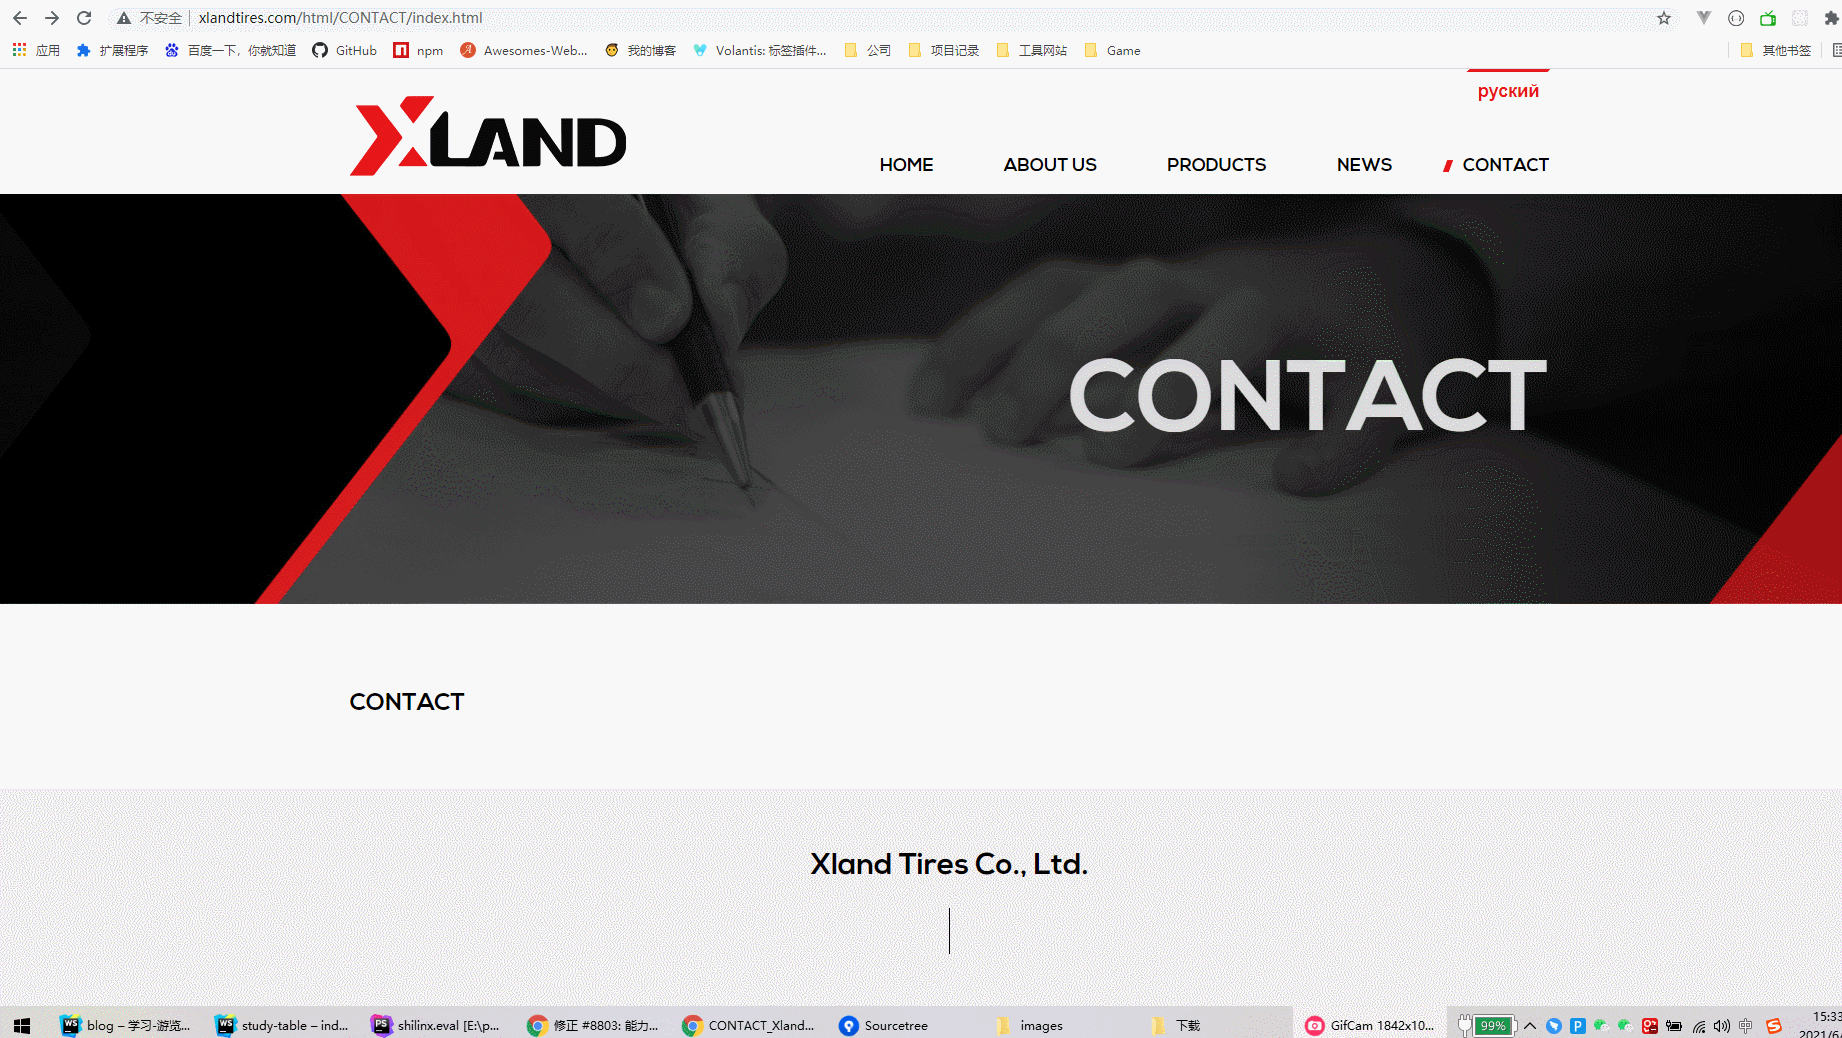 不安全 xlandtires.com/html/CONTACT/index.html
应用 扩展程序 百度一下，你就知道 GitHub npm Awesomes-Web... 我的博客 Volantis: 标签插件... 公司 项目记录 工具网站 Game 其他书签
руский
XLAND
HOME ABOUT US PRODUCTS NEWS CONTACT
CONTACT
CONTACT
Xland Tires Co., Ltd.
blog – 学习-游览... study-table – ind... shilinx.eval [E:\p... 修正 #8803: 能力... CONTACT_Xland... Sourcetree images 下载 GifCam 1842x10... 99% 中 15:33
2021/6/